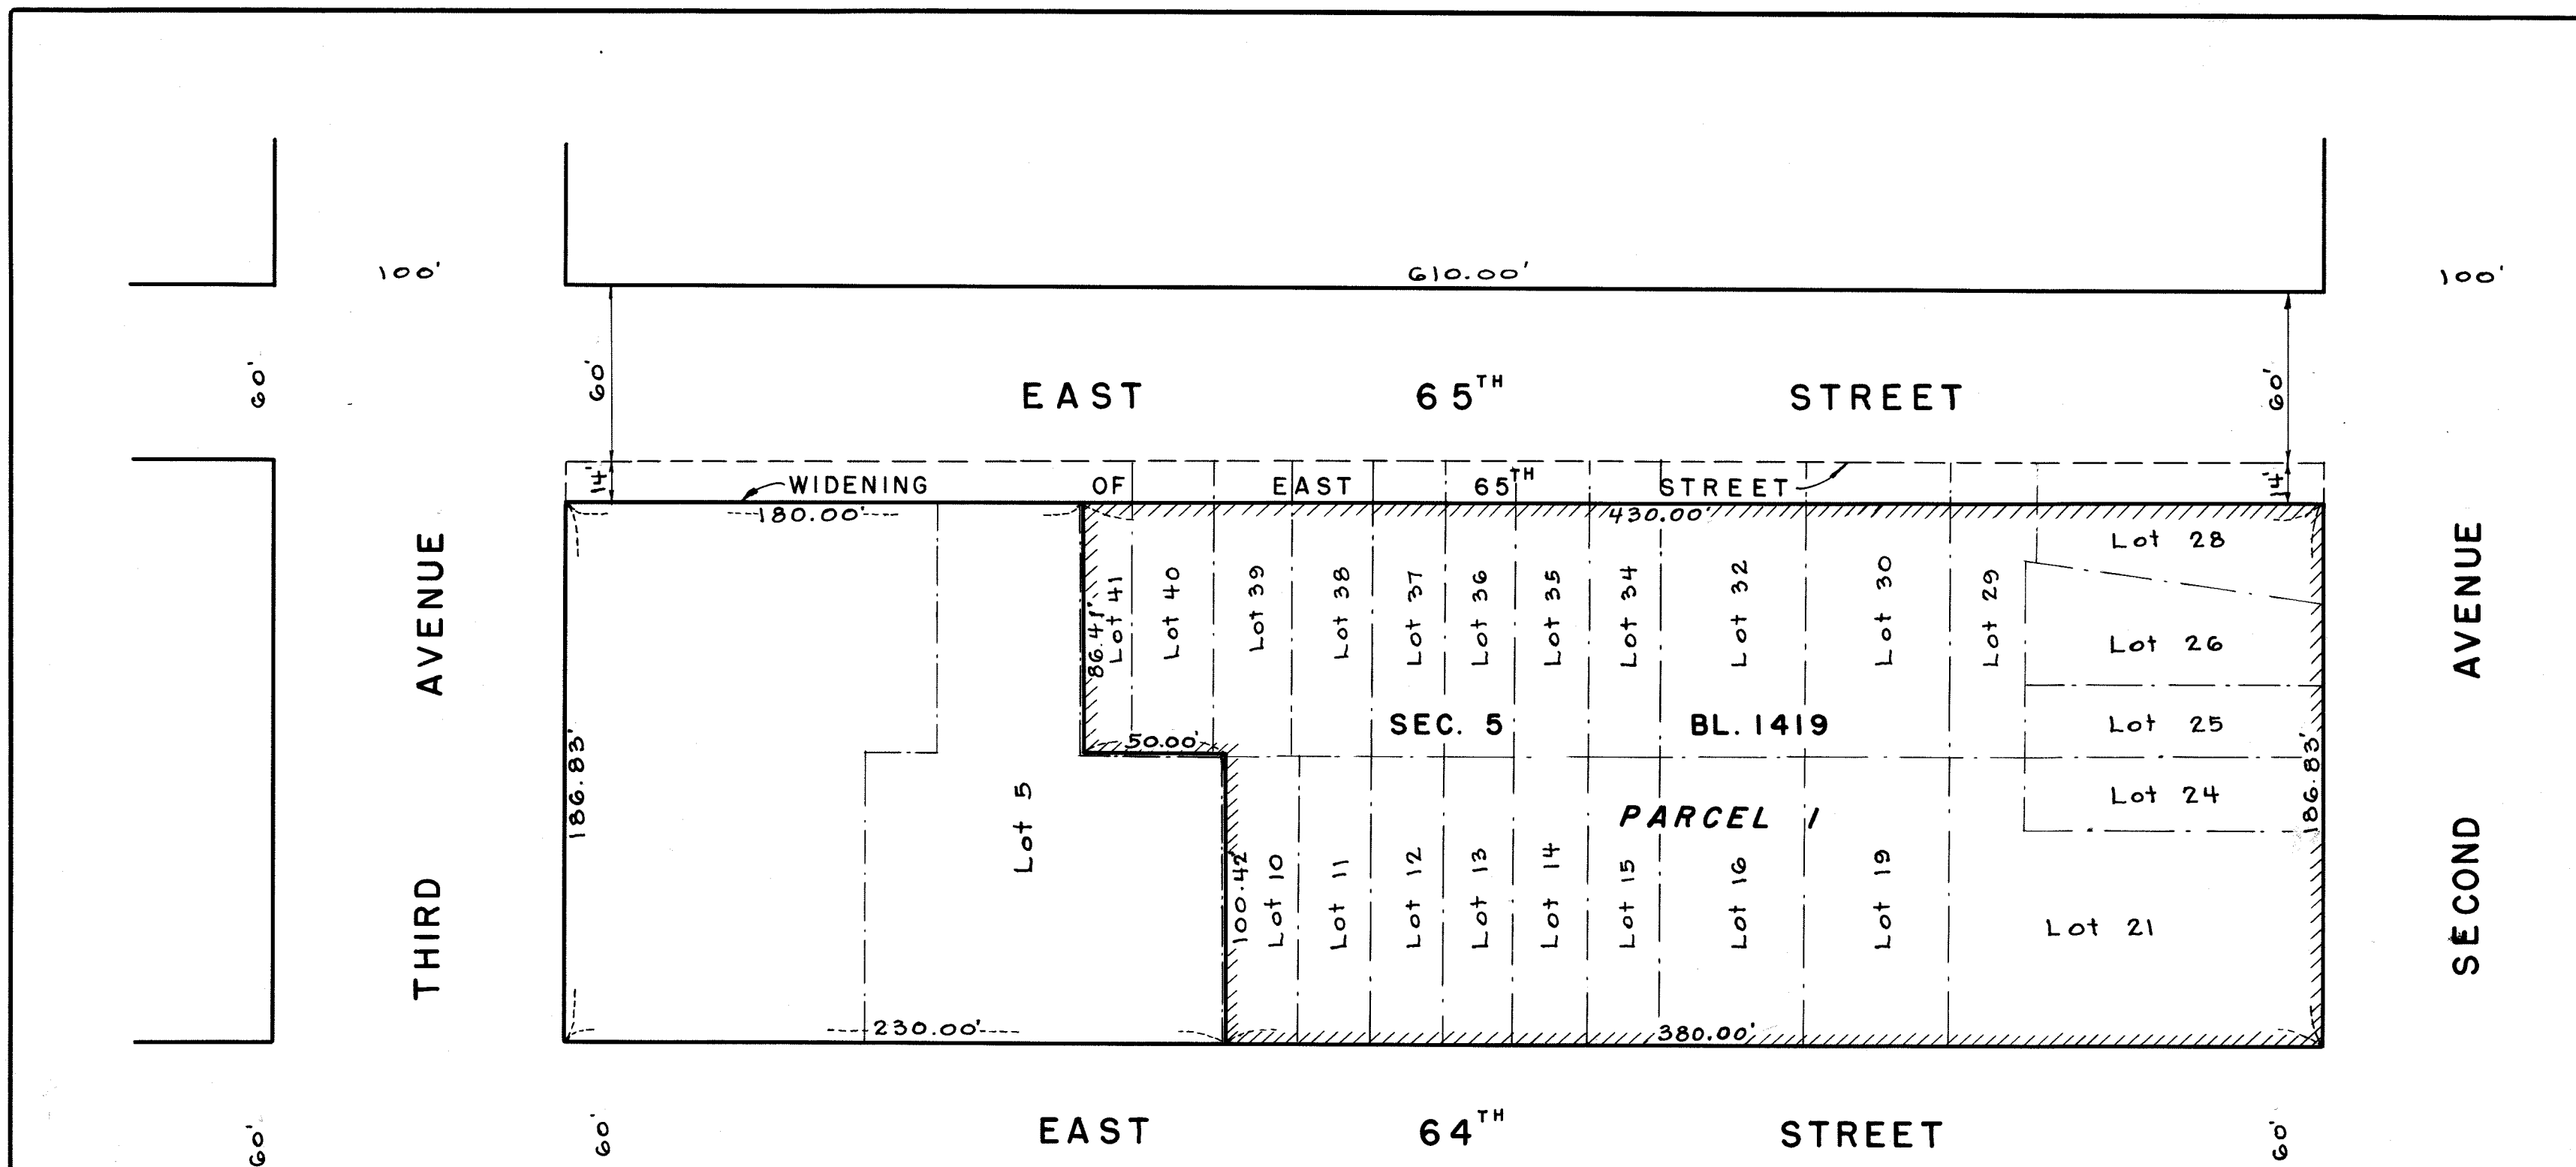 100'
610.00'
100'
60'
60'
EAST 65TH STREET
60'
14'
WIDENING OF EAST 65TH STREET
14'
180.00'
430.00'
THIRD AVENUE
SECOND AVENUE
186.83'
86.41'
Lot 41
Lot 40
Lot 39
Lot 38
Lot 37
Lot 36
Lot 35
Lot 34
Lot 32
Lot 30
Lot 29
Lot 28
Lot 26
Lot 25
Lot 24
SEC. 5 BL. 1419
50.00'
186.83'
PARCEL 1
Lot 5
100.42'
Lot 10
Lot 11
Lot 12
Lot 13
Lot 14
Lot 15
Lot 16
Lot 19
Lot 21
230.00'
380.00'
60'
60'
EAST 64TH STREET
60'